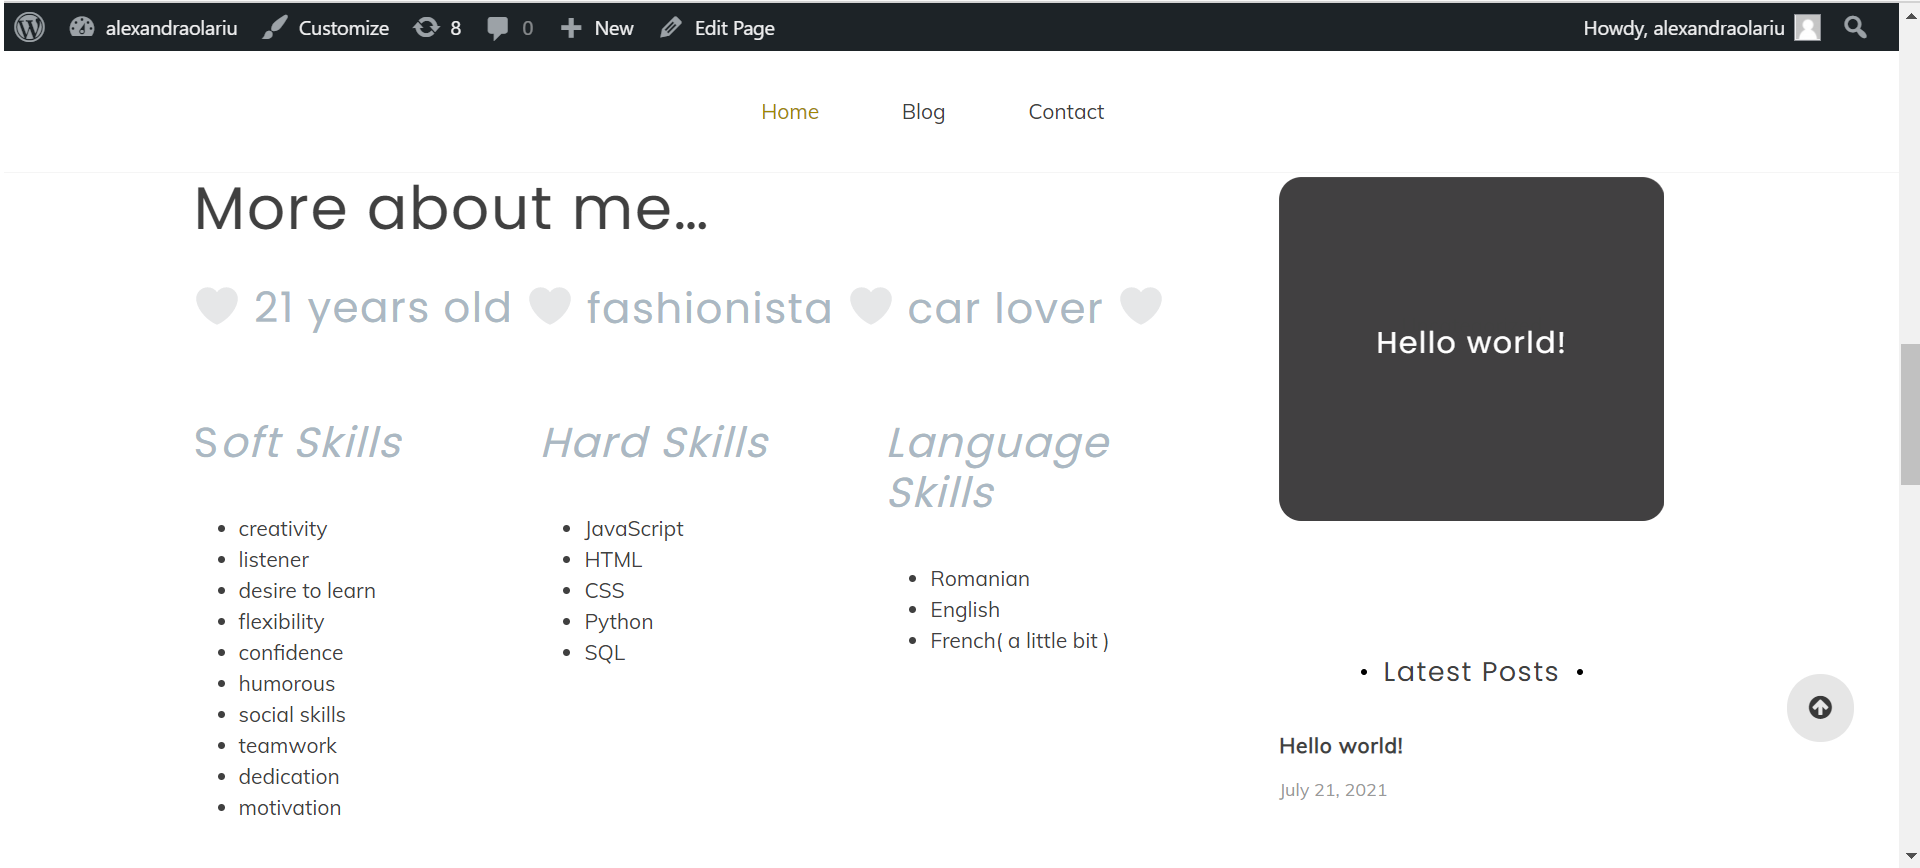 alexandraolariu Customize 8 0 New Edit Page Howdy, alexandraolariu
Home Blog Contact
More about me...
21 years old fashionista car lover
Soft Skills
creativity
listener
desire to learn
flexibility
confidence
humorous
social skills
teamwork
dedication
motivation
Hard Skills
JavaScript
HTML
CSS
Python
SQL
Language
Skills
Romanian
English
French( a little bit )
Hello world!
• Latest Posts •
Hello world!
July 21, 2021